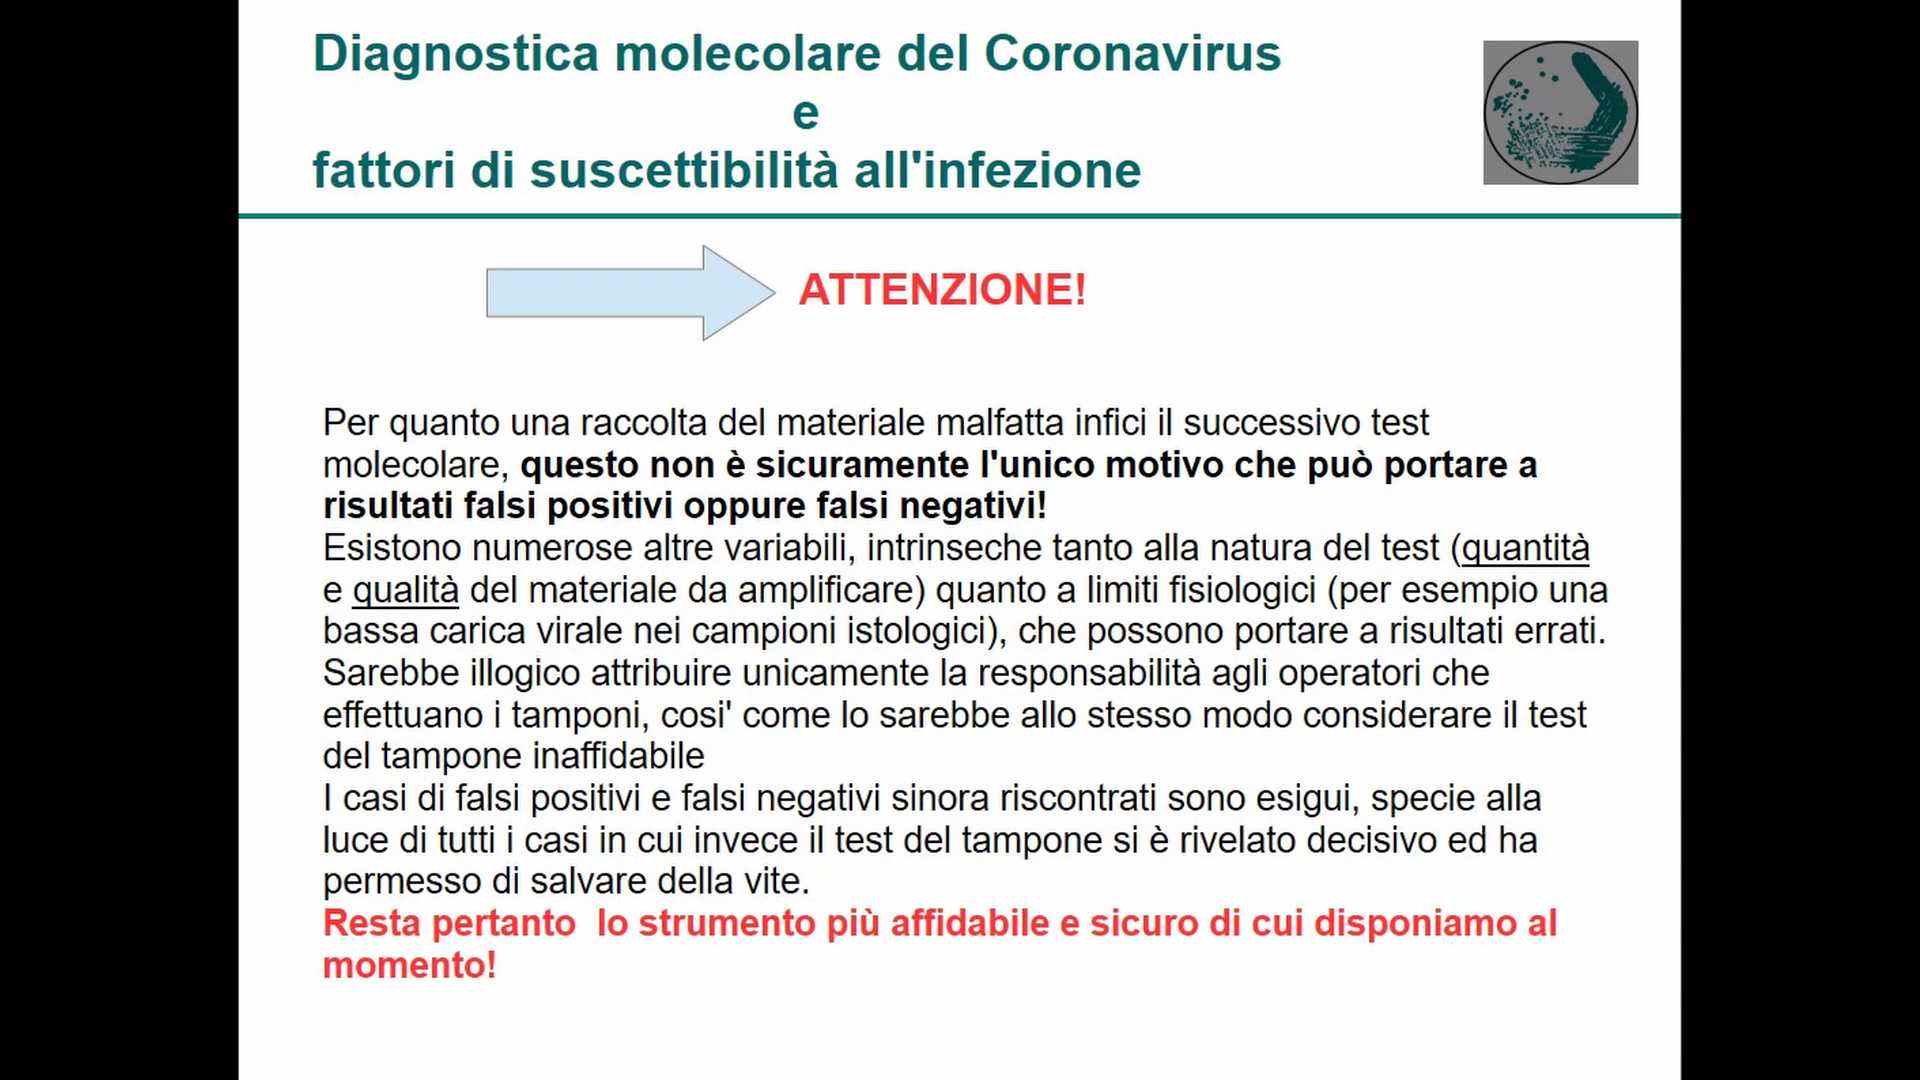 Diagnostica molecolare del Coronavirus
e
fattori di suscettibilità all'infezione
ATTENZIONE!
Per quanto una raccolta del materiale malfatta infici il successivo test
molecolare, questo non è sicuramente l'unico motivo che può portare a
risultati falsi positivi oppure falsi negativi!
Esistono numerose altre variabili, intrinseche tanto alla natura del test (quantità
e qualità del materiale da amplificare) quanto a limiti fisiologici (per esempio una
bassa carica virale nei campioni istologici), che possono portare a risultati errati.
Sarebbe illogico attribuire unicamente la responsabilità agli operatori che
effettuano i tamponi, cosi' come lo sarebbe allo stesso modo considerare il test
del tampone inaffidabile
I casi di falsi positivi e falsi negativi sinora riscontrati sono esigui, specie alla
luce di tutti i casi in cui invece il test del tampone si è rivelato decisivo ed ha
permesso di salvare della vite.
Resta pertanto  lo strumento più affidabile e sicuro di cui disponiamo al
momento!